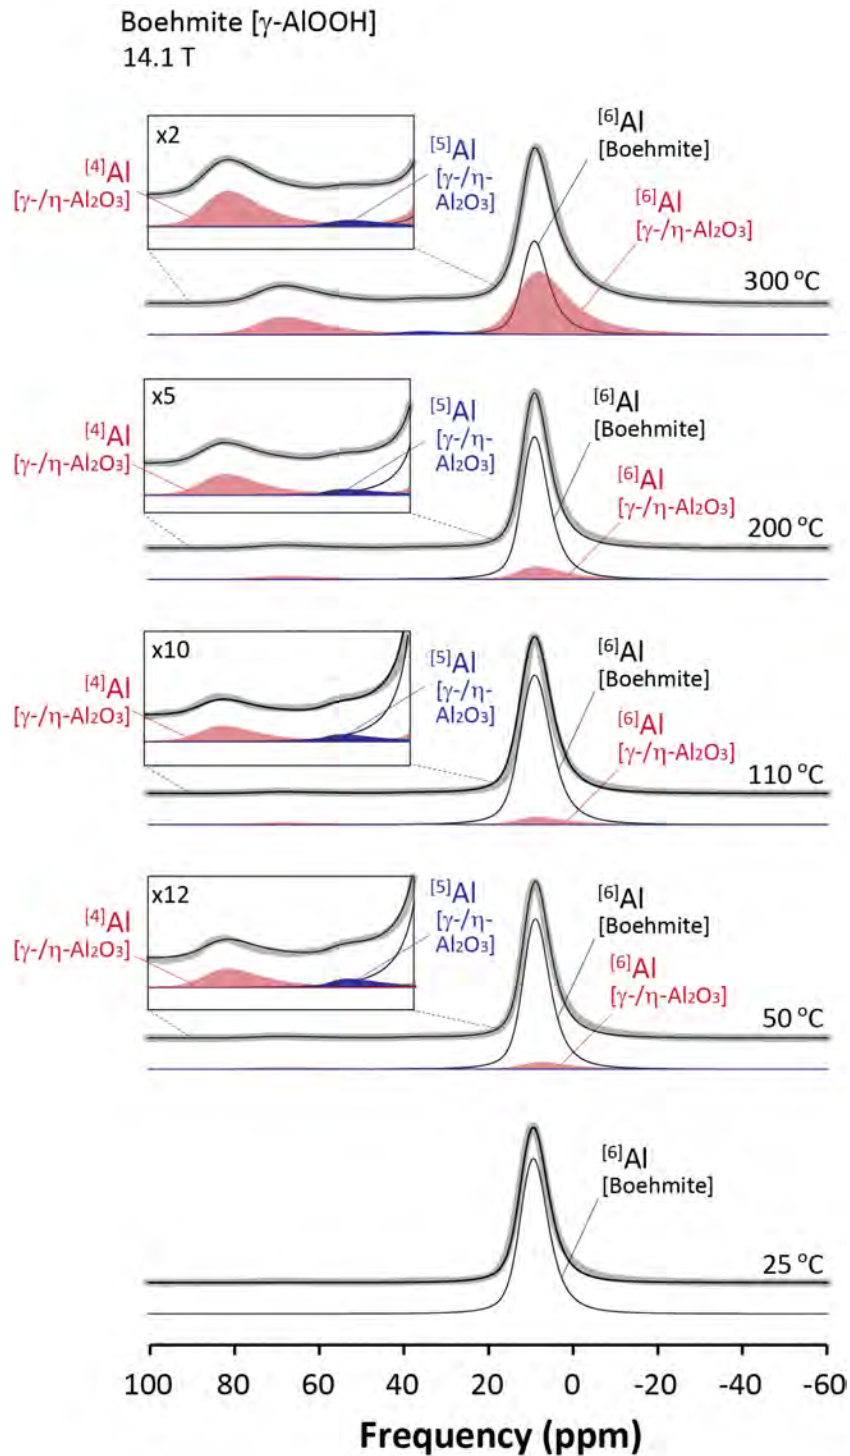 Boehmite [γ-AlOOH]
14.1 T
x2
[4]Al
[γ-/η-Al2O3]
[5]Al
[γ-/η-
Al2O3]
[6]Al
[Boehmite]
[6]Al
[γ-/η-Al2O3]
300 °C
x5
[4]Al
[γ-/η-Al2O3]
[5]Al
[γ-/η-
Al2O3]
[6]Al
[Boehmite]
[6]Al
[γ-/η-Al2O3]
200 °C
x10
[4]Al
[γ-/η-Al2O3]
[5]Al
[γ-/η-
Al2O3]
[6]Al
[Boehmite]
[6]Al
[γ-/η-Al2O3]
110 °C
x12
[4]Al
[γ-/η-Al2O3]
[5]Al
[γ-/η-
Al2O3]
[6]Al
[Boehmite]
[6]Al
[γ-/η-Al2O3]
50 °C
[6]Al
[Boehmite]
25 °C
100 80 60 40 20 0 -20 -40 -60
Frequency (ppm)